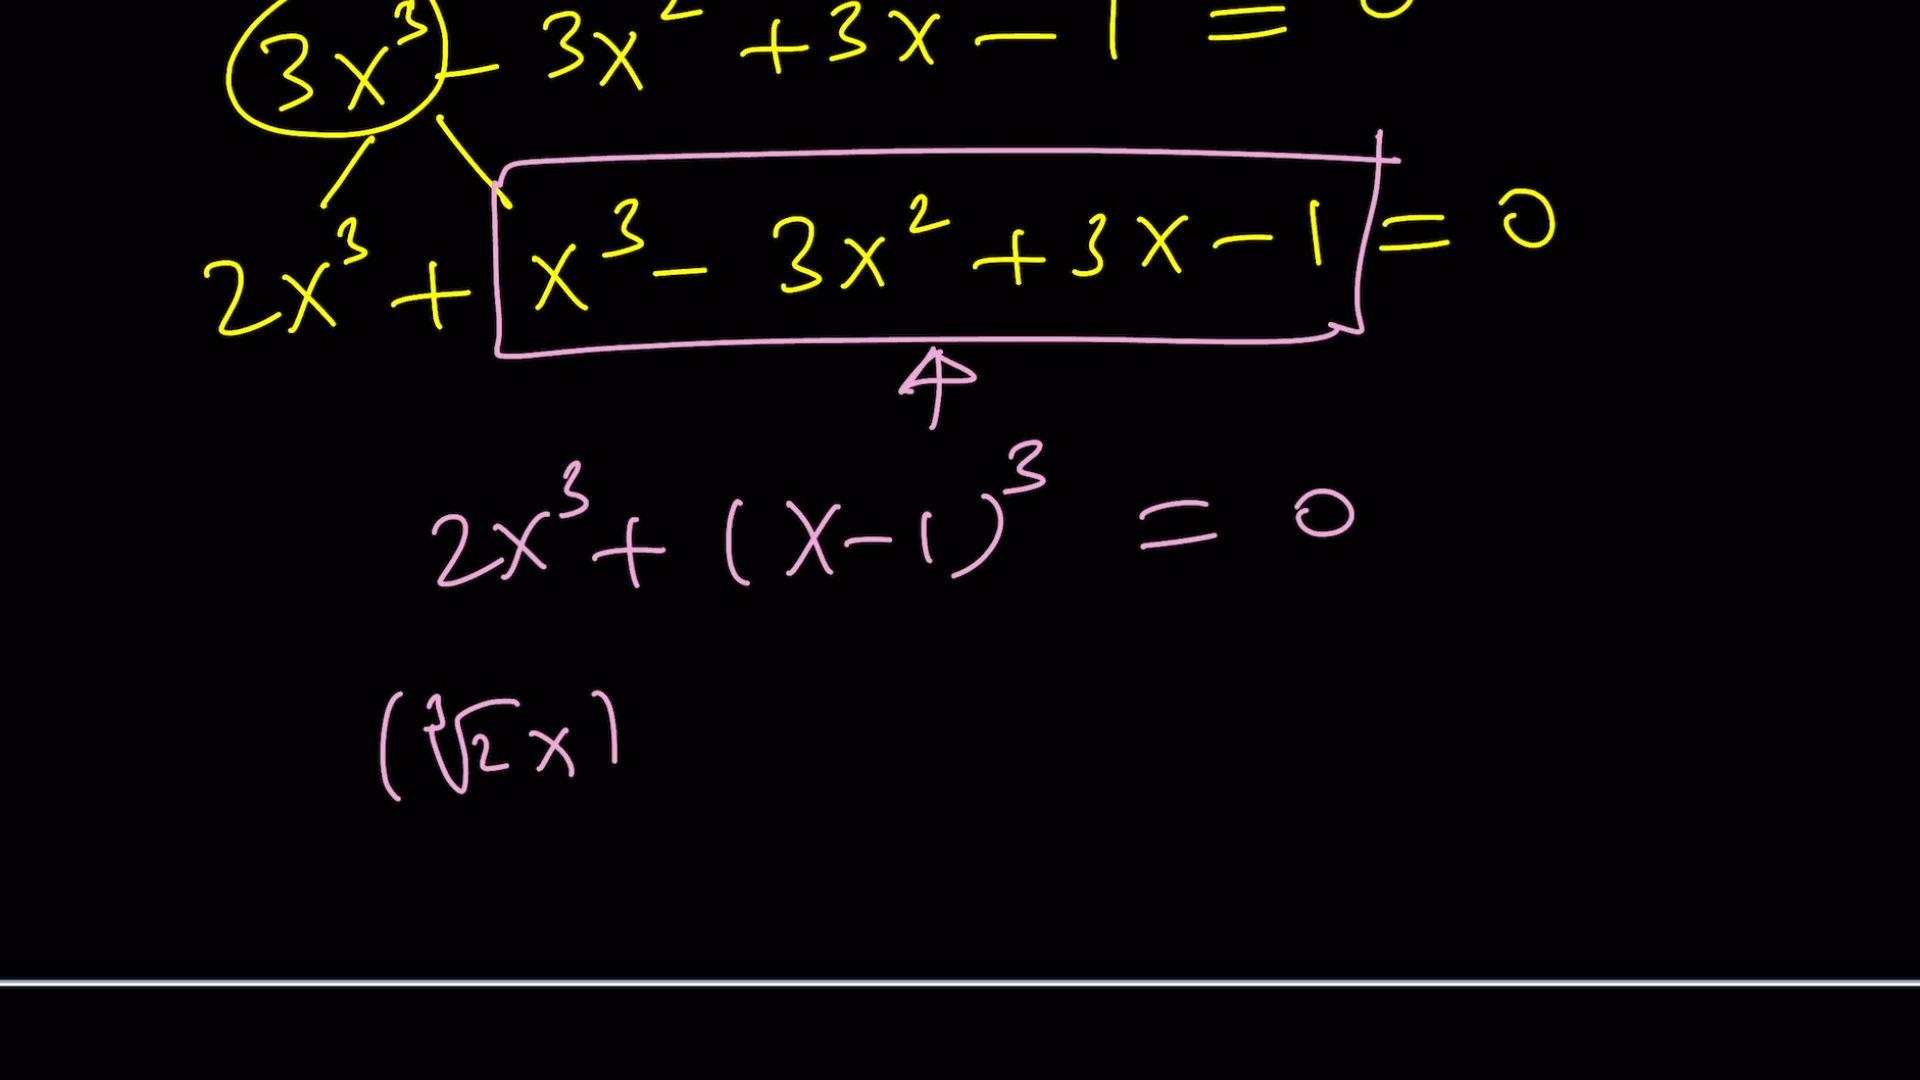 3x³ - 3x² + 3x - 1 = 0
2x³ + x³ - 3x² + 3x - 1 = 0
2x³ + (x-1)³ = 0
(∛2 x)